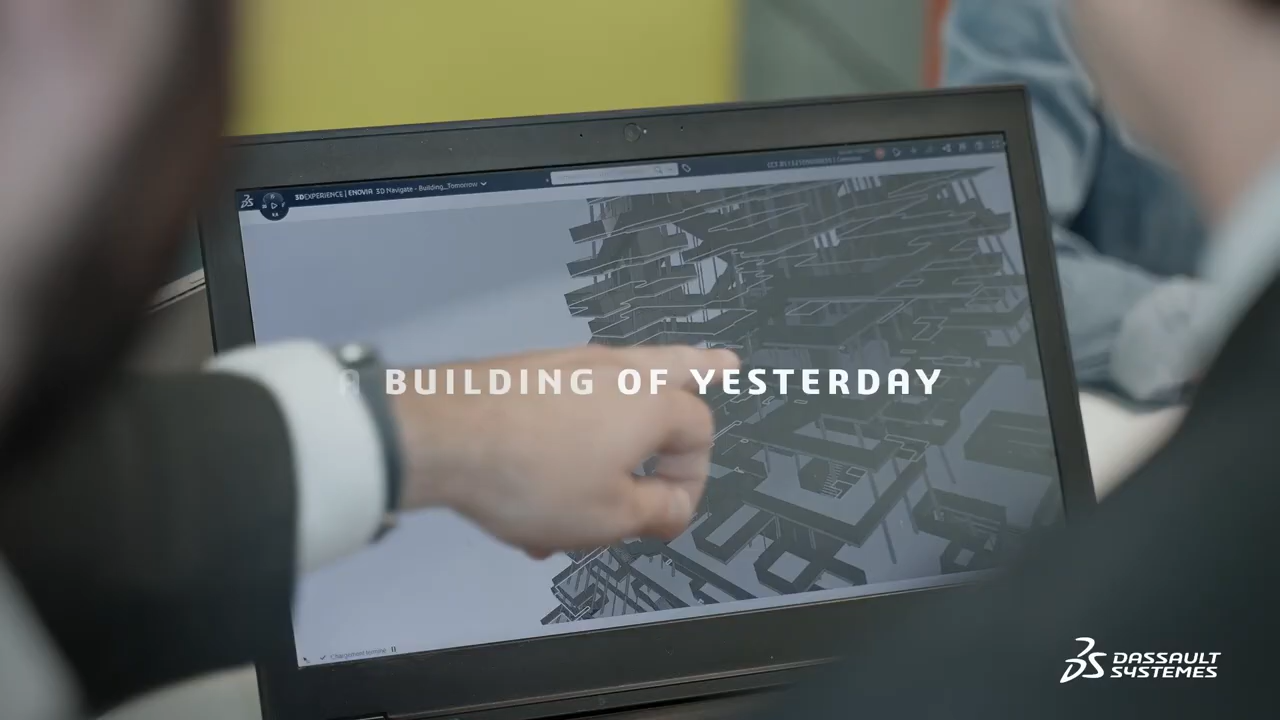 3DEXPERIENCE | ENOVIA 3D Navigate - Building_Tomorrow
A BUILDING OF YESTERDAY
DASSAULT
SYSTEMES